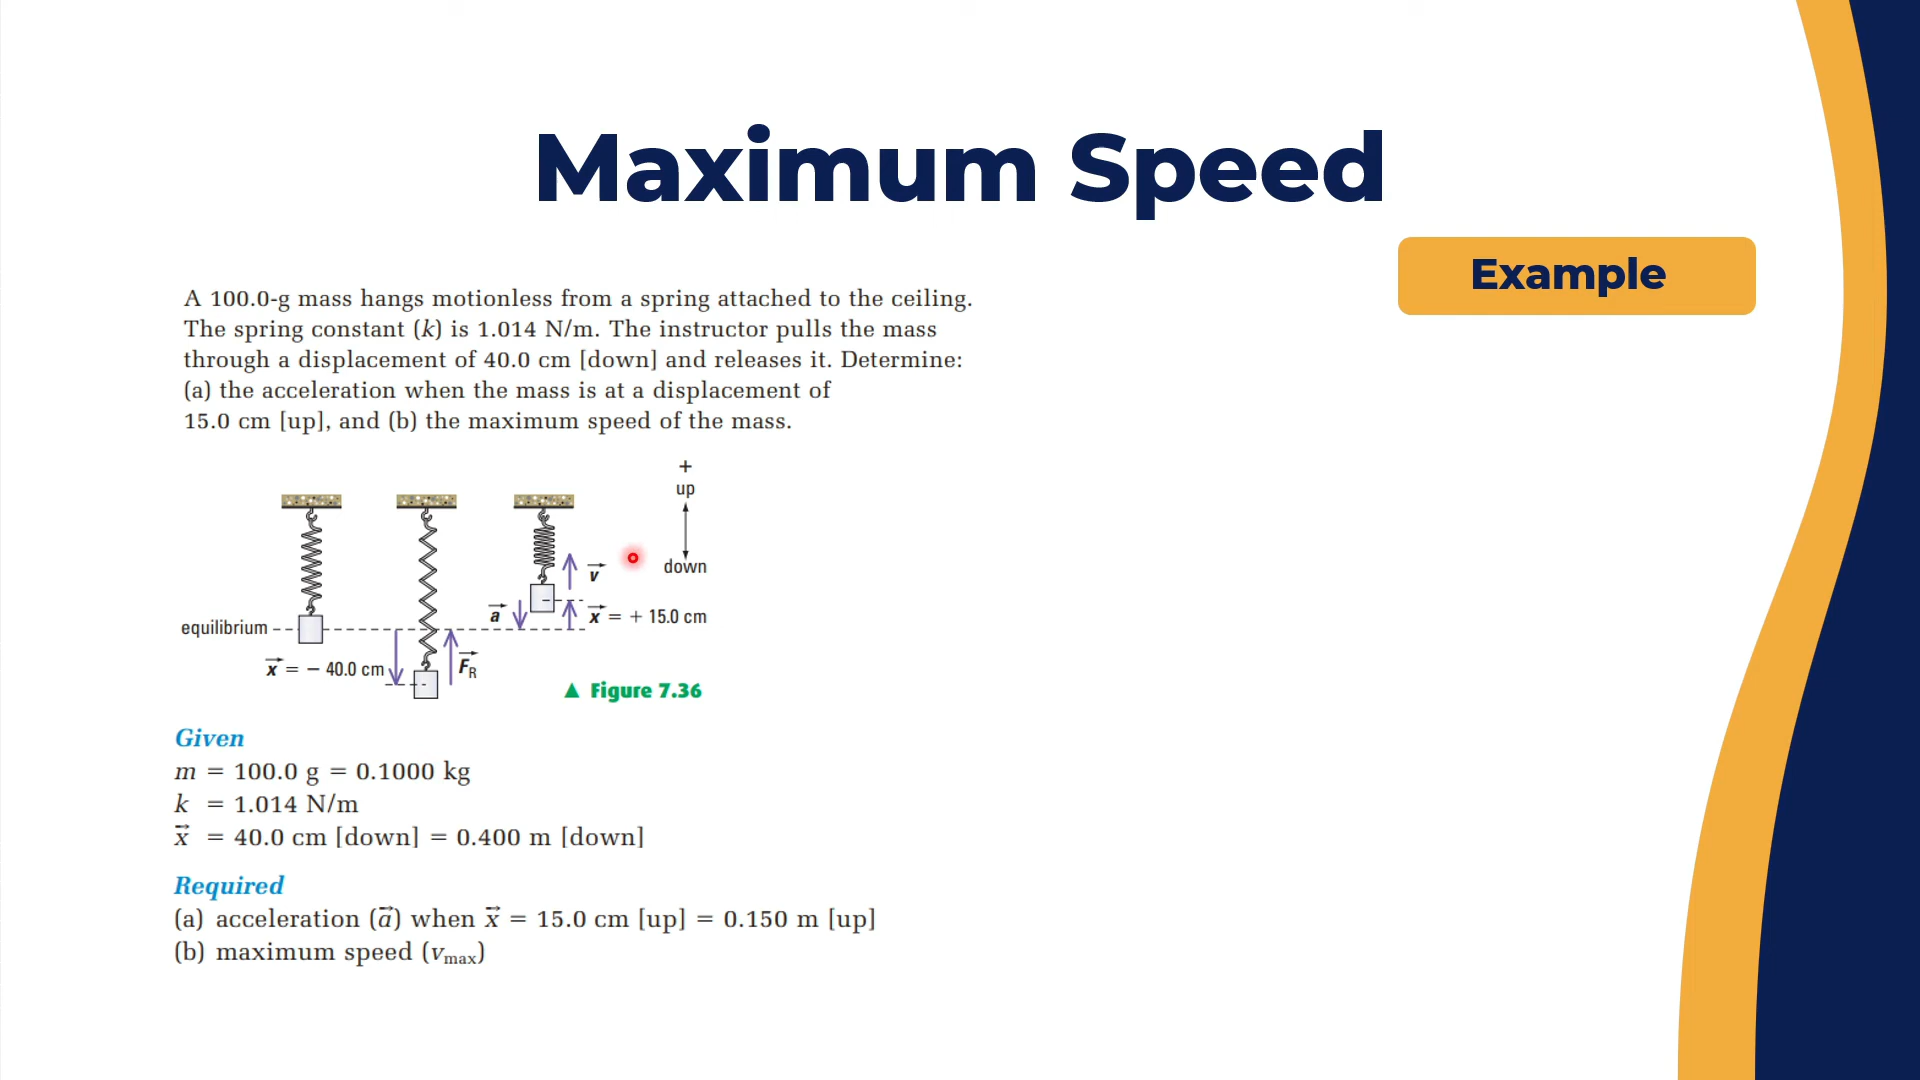 Maximum Speed
Example
A 100.0-g mass hangs motionless from a spring attached to the ceiling.
The spring constant (k) is 1.014 N/m. The instructor pulls the mass
through a displacement of 40.0 cm [down] and releases it. Determine:
(a) the acceleration when the mass is at a displacement of
15.0 cm [up], and (b) the maximum speed of the mass.
+
up
down
v⃗
a⃗
x⃗ = + 15.0 cm
equilibrium
x⃗ = − 40.0 cm
F⃗R
▲ Figure 7.36
Given
m = 100.0 g = 0.1000 kg
k = 1.014 N/m
x⃗ = 40.0 cm [down] = 0.400 m [down]
Required
(a) acceleration (a⃗) when x⃗ = 15.0 cm [up] = 0.150 m [up]
(b) maximum speed (vmax)